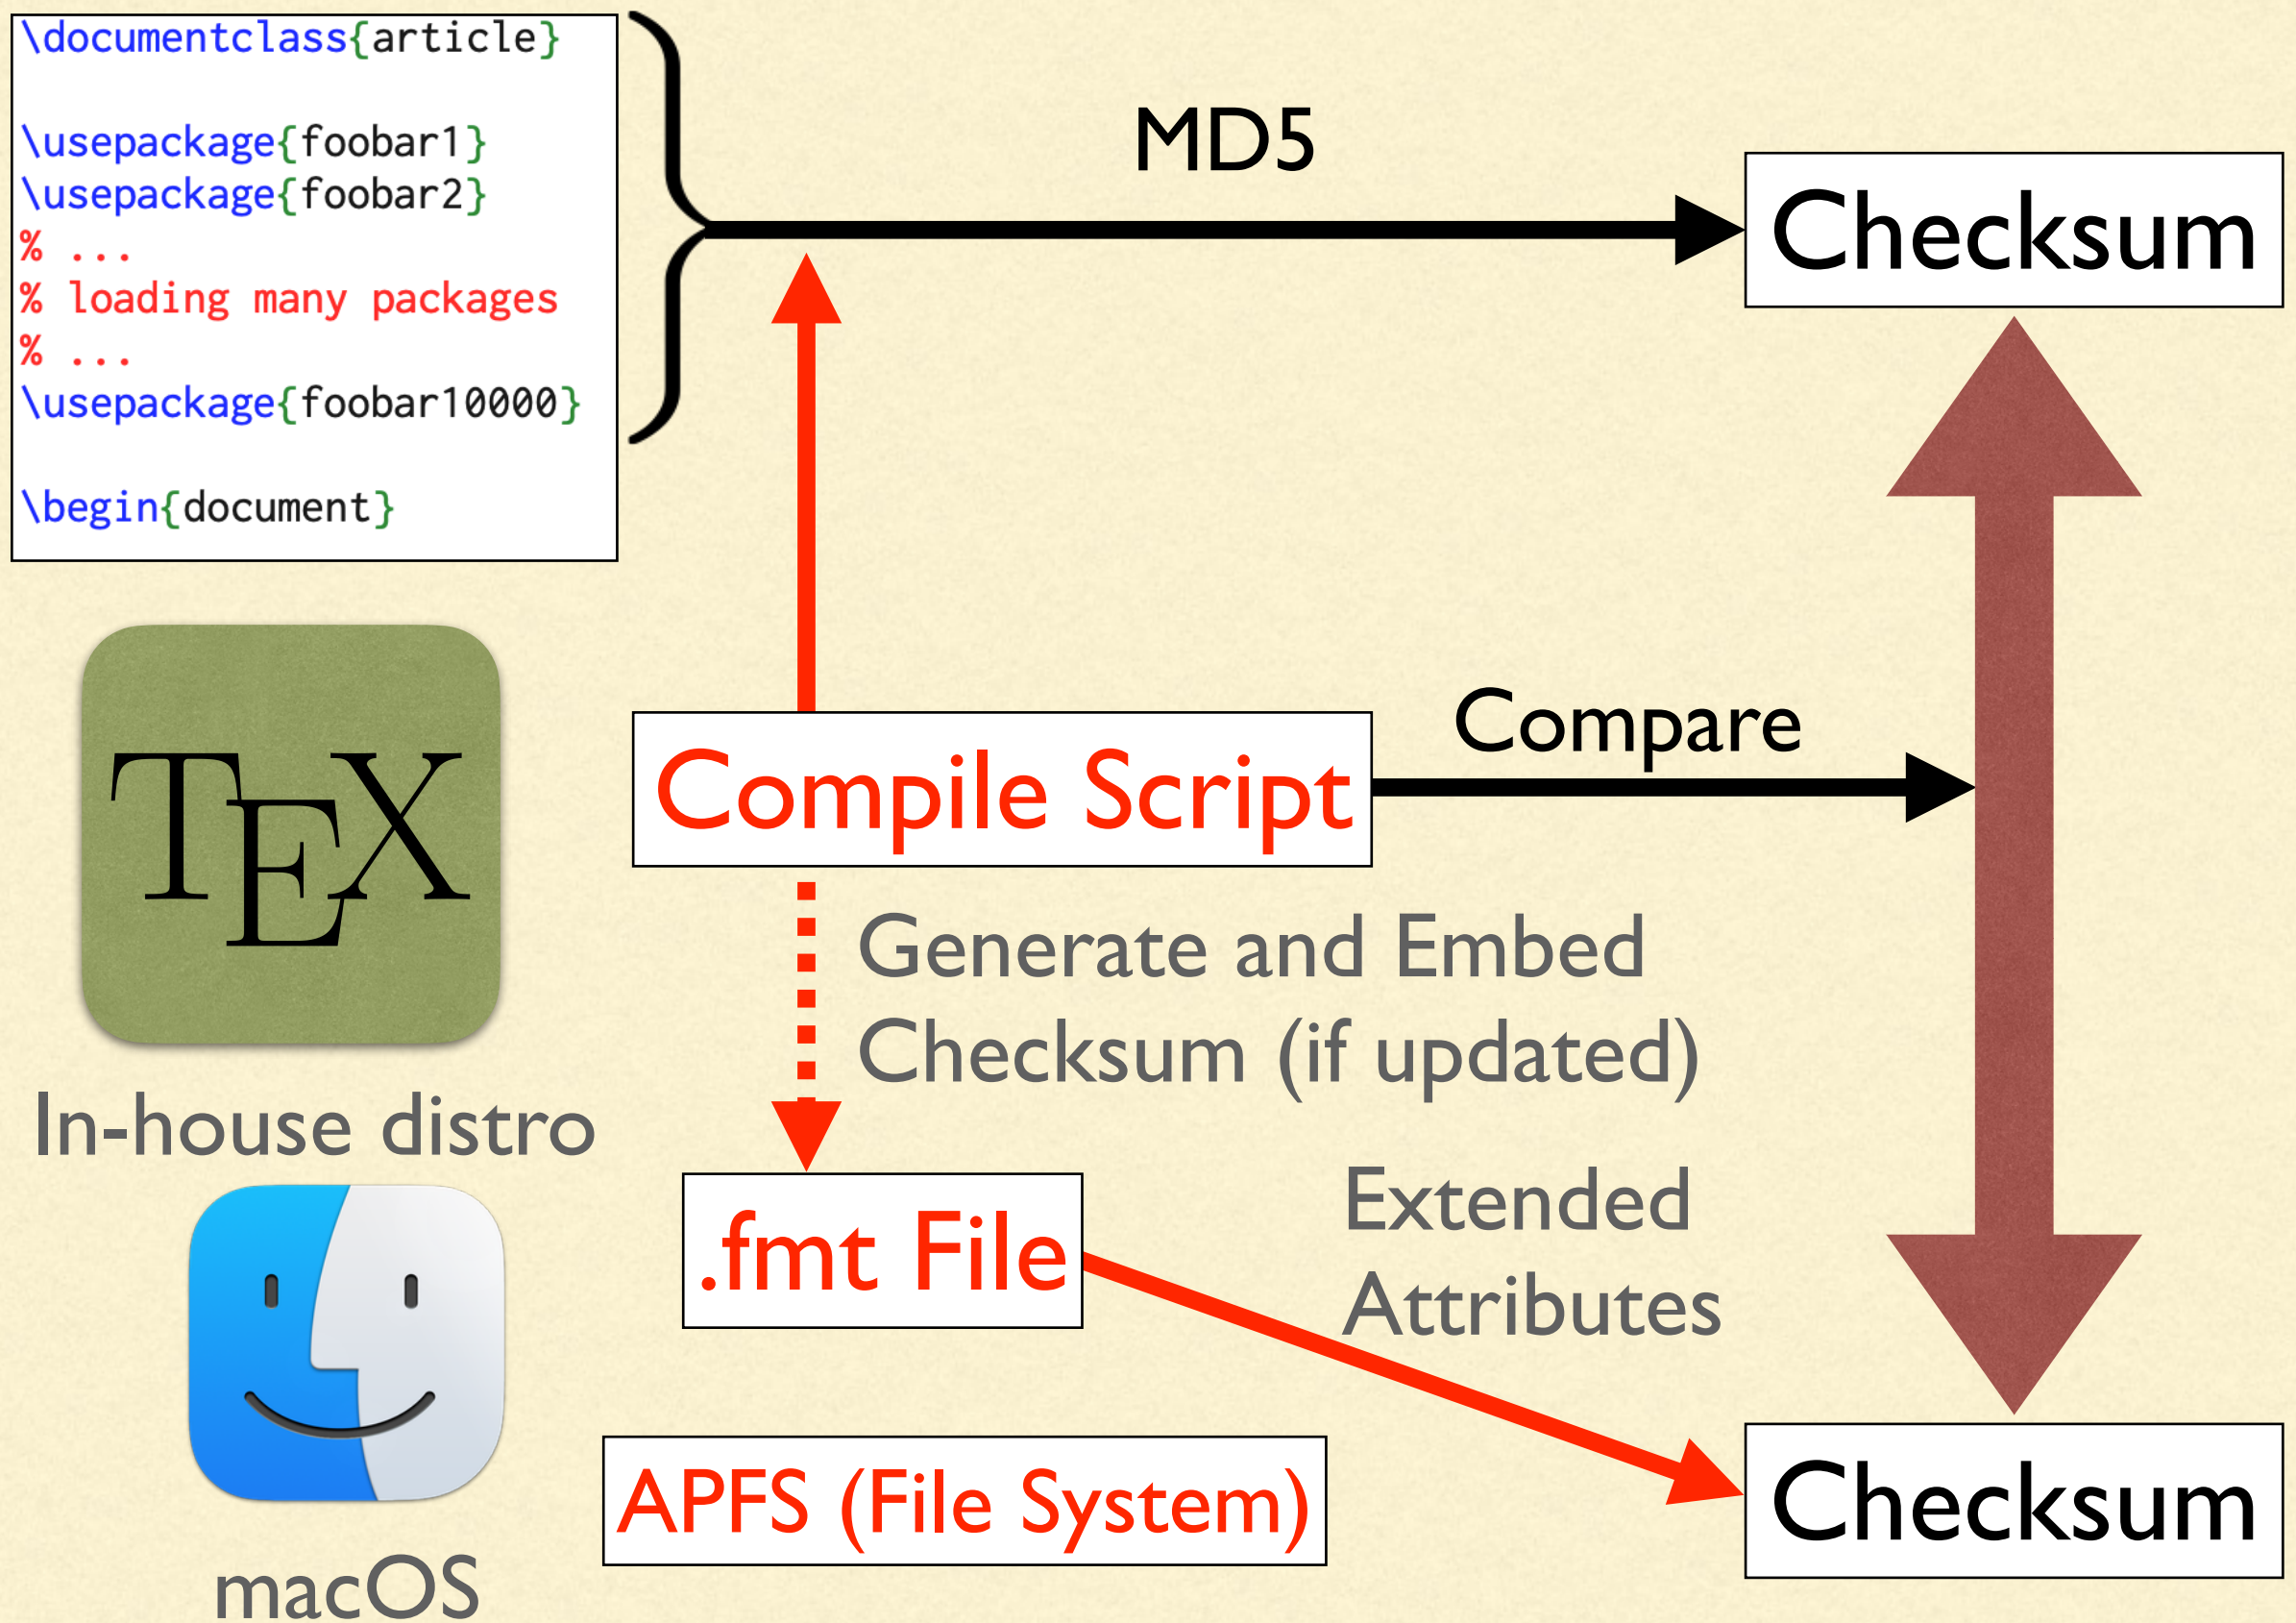 \documentclass{article}
\usepackage{foobar1}
\usepackage{foobar2}
% ...
% loading many packages
% ...
\usepackage{foobar10000}
\begin{document}
MD5
Checksum
TEX
In-house distro
Compile Script
Compare
Generate and Embed
Checksum (if updated)
.fmt File
Extended
Attributes
macOS
APFS (File System)
Checksum